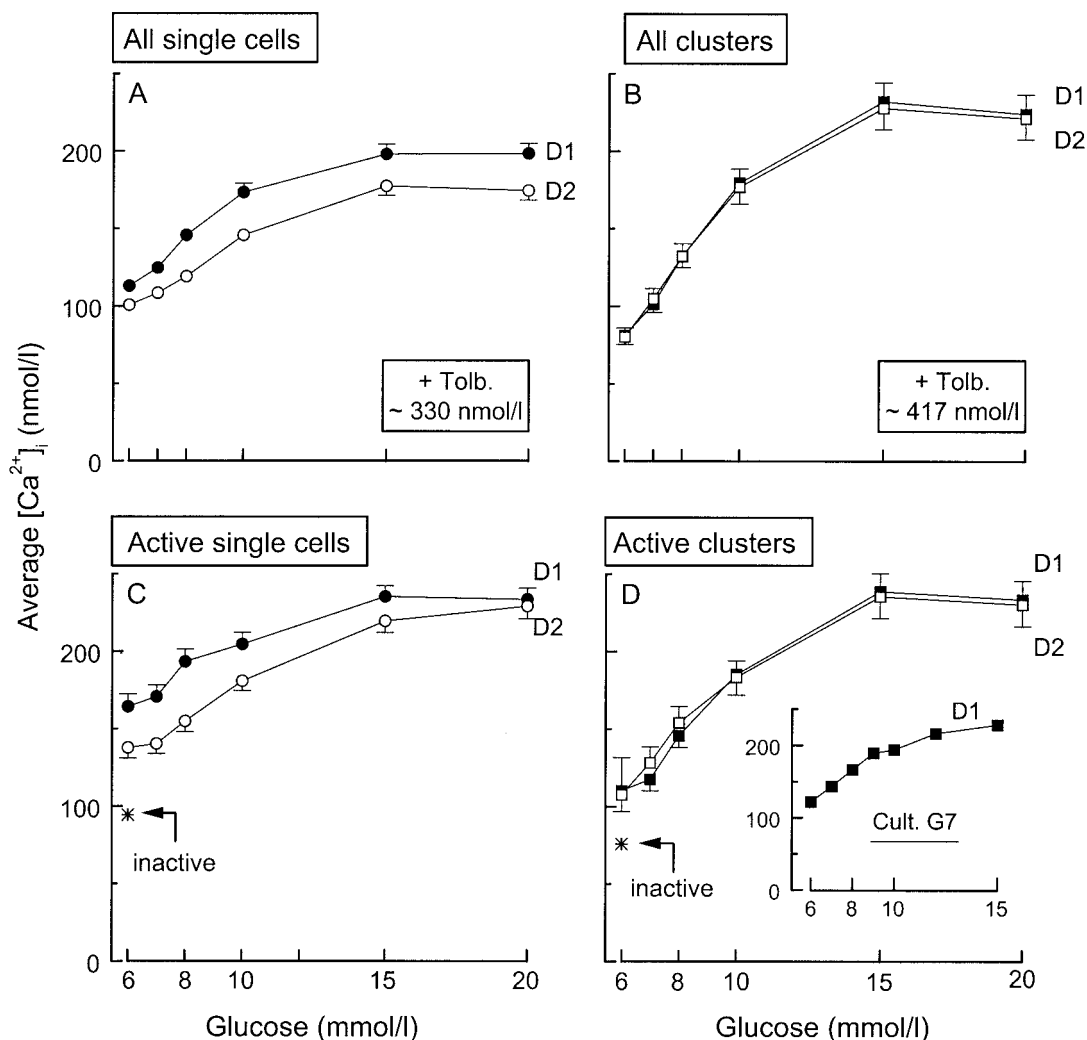 All single cells
All clusters
A
D1
D2
200
100
0
+ Tolb.
~ 330 nmol/l
B
D1
D2
+ Tolb.
~ 417 nmol/l
Average [Ca2+]i (nmol/l)
Active single cells
Active clusters
C
D1
D2
200
100
0
inactive
6
8
10
15
20
Glucose (mmol/l)
D
D1
D2
inactive
D1
200
100
0
Cult. G7
6
8
10
15
6
8
10
15
20
Glucose (mmol/l)